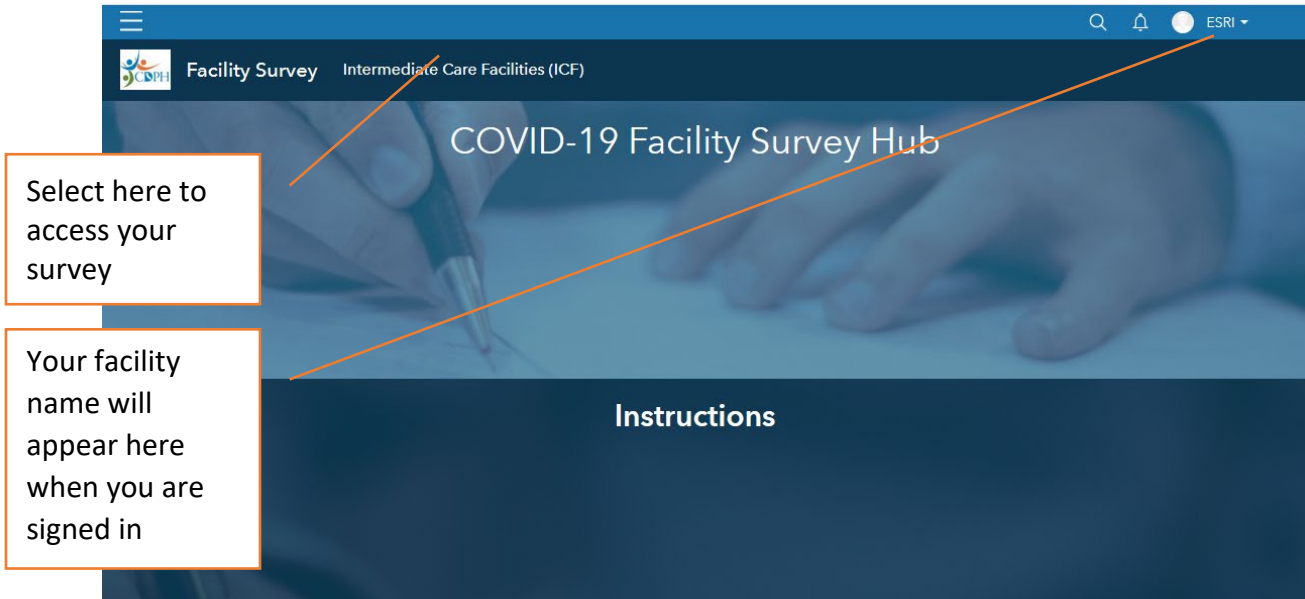 ESRI
CDPH
Facility Survey Intermediate Care Facilities (ICF)
COVID-19 Facility Survey Hub
Select here to
access your
survey
Your facility
name will
appear here
when you are
signed in
Instructions